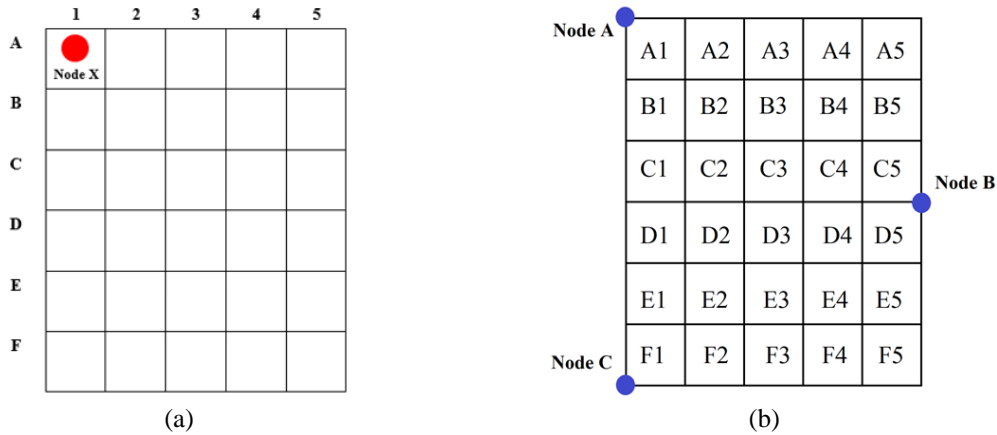 1 2 3 4 5
A
Node X
B
C
D
E
F
(a)
Node A
A1 A2 A3 A4 A5
B1 B2 B3 B4 B5
C1 C2 C3 C4 C5
Node B
D1 D2 D3 D4 D5
E1 E2 E3 E4 E5
Node C
F1 F2 F3 F4 F5
(b)